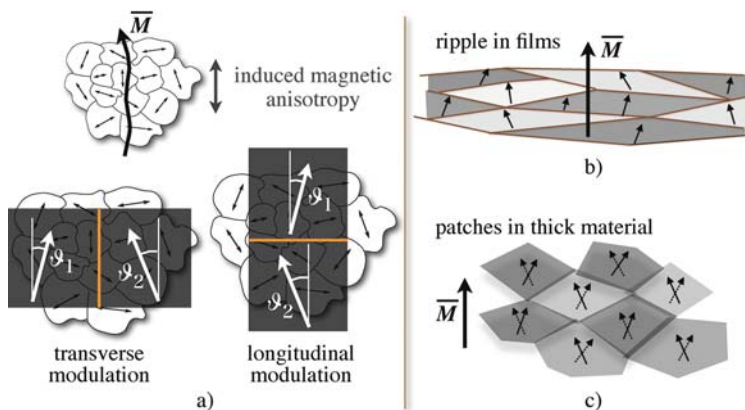 M̅
induced magnetic
anisotropy
ϑ1
ϑ2
ϑ1
ϑ2
transverse
modulation
longitudinal
modulation
a)
ripple in films
M̅
b)
patches in thick material
M̅
c)